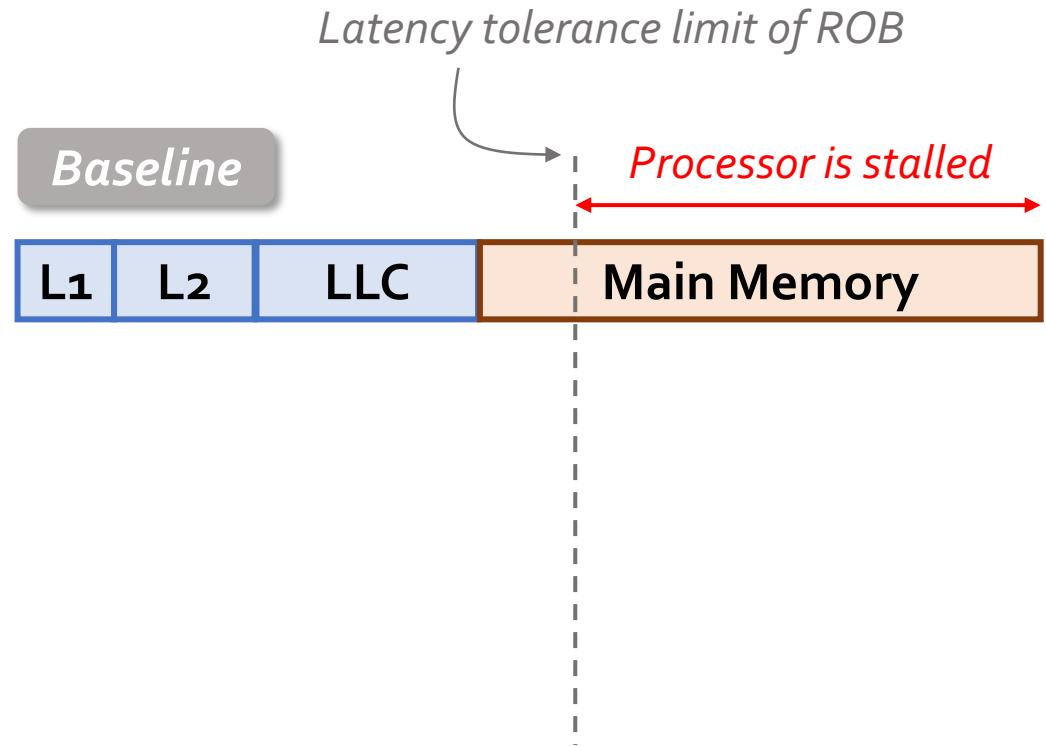 Latency tolerance limit of ROB
Baseline
Processor is stalled
L1 L2 LLC Main Memory